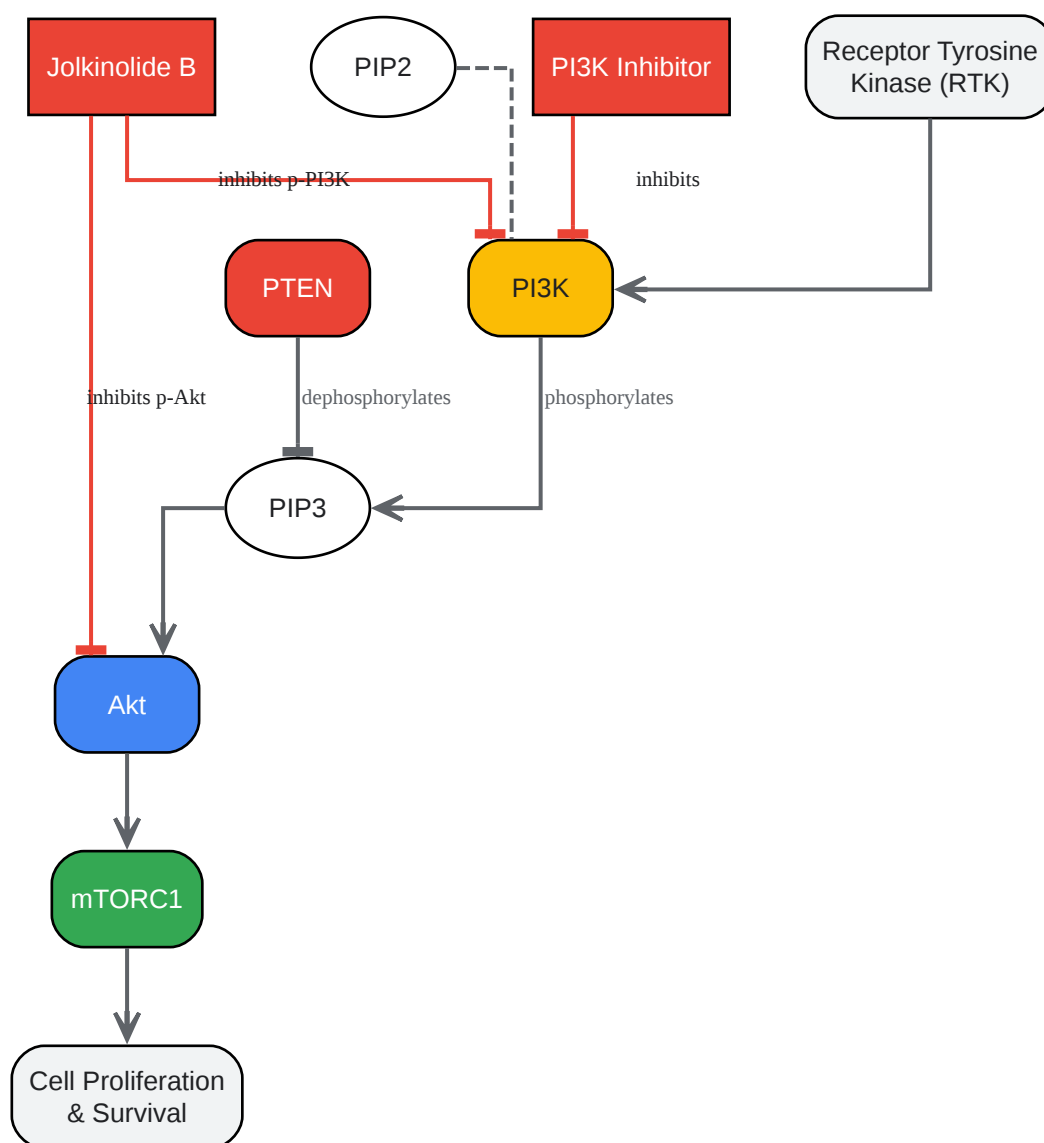 Jolkinolide B
PIP2
PI3K Inhibitor
Receptor Tyrosine
Kinase (RTK)
inhibits p-PI3K
inhibits
PTEN
PI3K
inhibits p-Akt
dephosphorylates
phosphorylates
PIP3
Akt
mTORC1
Cell Proliferation
& Survival